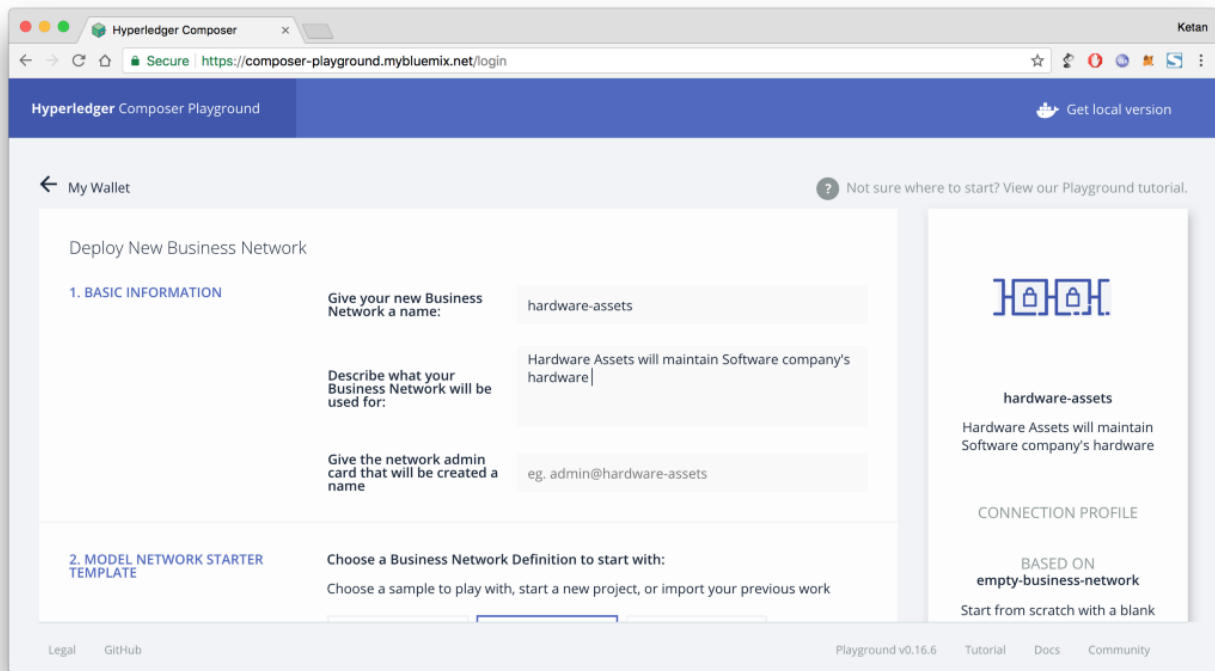 Hyperledger Composer
Ketan
Secure https://composer-playground.mybluemix.net/login
Hyperledger Composer Playground
Get local version
My Wallet
? Not sure where to start? View our Playground tutorial.
Deploy New Business Network
1. BASIC INFORMATION
Give your new Business
Network a name:
hardware-assets
Describe what your
Business Network will be
used for:
Hardware Assets will maintain Software company's
hardware
Give the network admin
card that will be created a
name
eg. admin@hardware-assets
2. MODEL NETWORK STARTER
TEMPLATE
Choose a Business Network Definition to start with:
Choose a sample to play with, start a new project, or import your previous work
hardware-assets
Hardware Assets will maintain
Software company's hardware
CONNECTION PROFILE
BASED ON
empty-business-network
Start from scratch with a blank
Legal
GitHub
Playground v0.16.6
Tutorial
Docs
Community